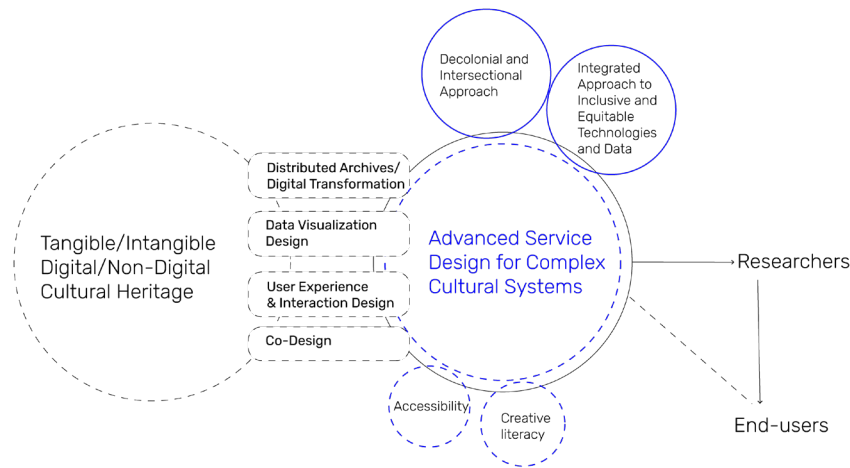 Decolonial and
Intersectional
Approach
Integrated
Approach to
Inclusive and
Equitable
Technologies
and Data
Distributed Archives/
Digital Transformation
Data Visualization
Design
User Experience
& Interaction Design
Co-Design
Tangible/Intangible
Digital/Non-Digital
Cultural Heritage
Advanced Service
Design for Complex
Cultural Systems
Researchers
End-users
Accessibility
Creative
literacy